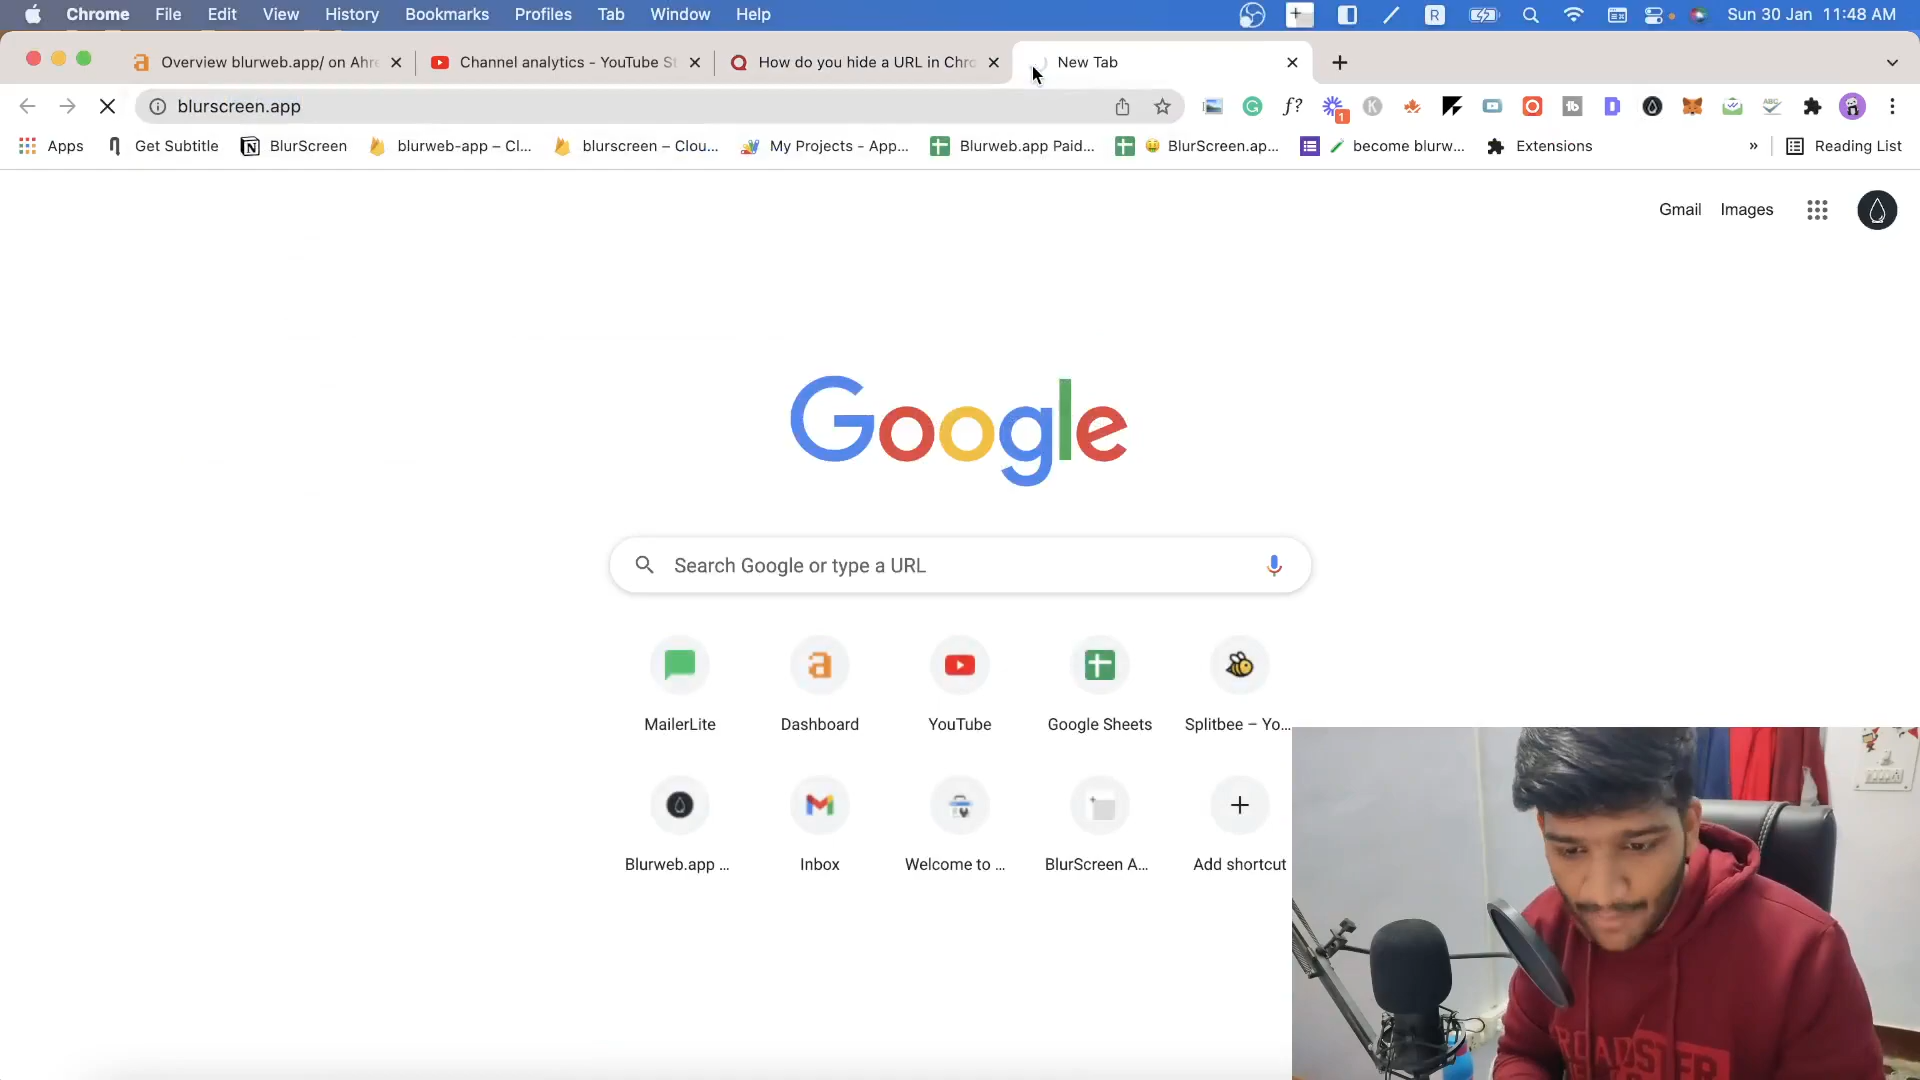 Chrome File Edit View History Bookmarks Profiles Tab Window Help R Sun 30 Jan 11:48 AM
Overview blurweb.app/ on Ahre Channel analytics - YouTube St How do you hide a URL in Chro New Tab
blurscreen.app f? K 1
Apps Get Subtitle BlurScreen blurweb-app – Cl... blurscreen – Clou... My Projects - App... Blurweb.app Paid... BlurScreen.ap... become blurw... Extensions » Reading List
Gmail Images
Google
Search Google or type a URL
MailerLite Dashboard YouTube Google Sheets Splitbee – Yo...
Blurweb.app ... Inbox Welcome to ... BlurScreen A... Add shortcut